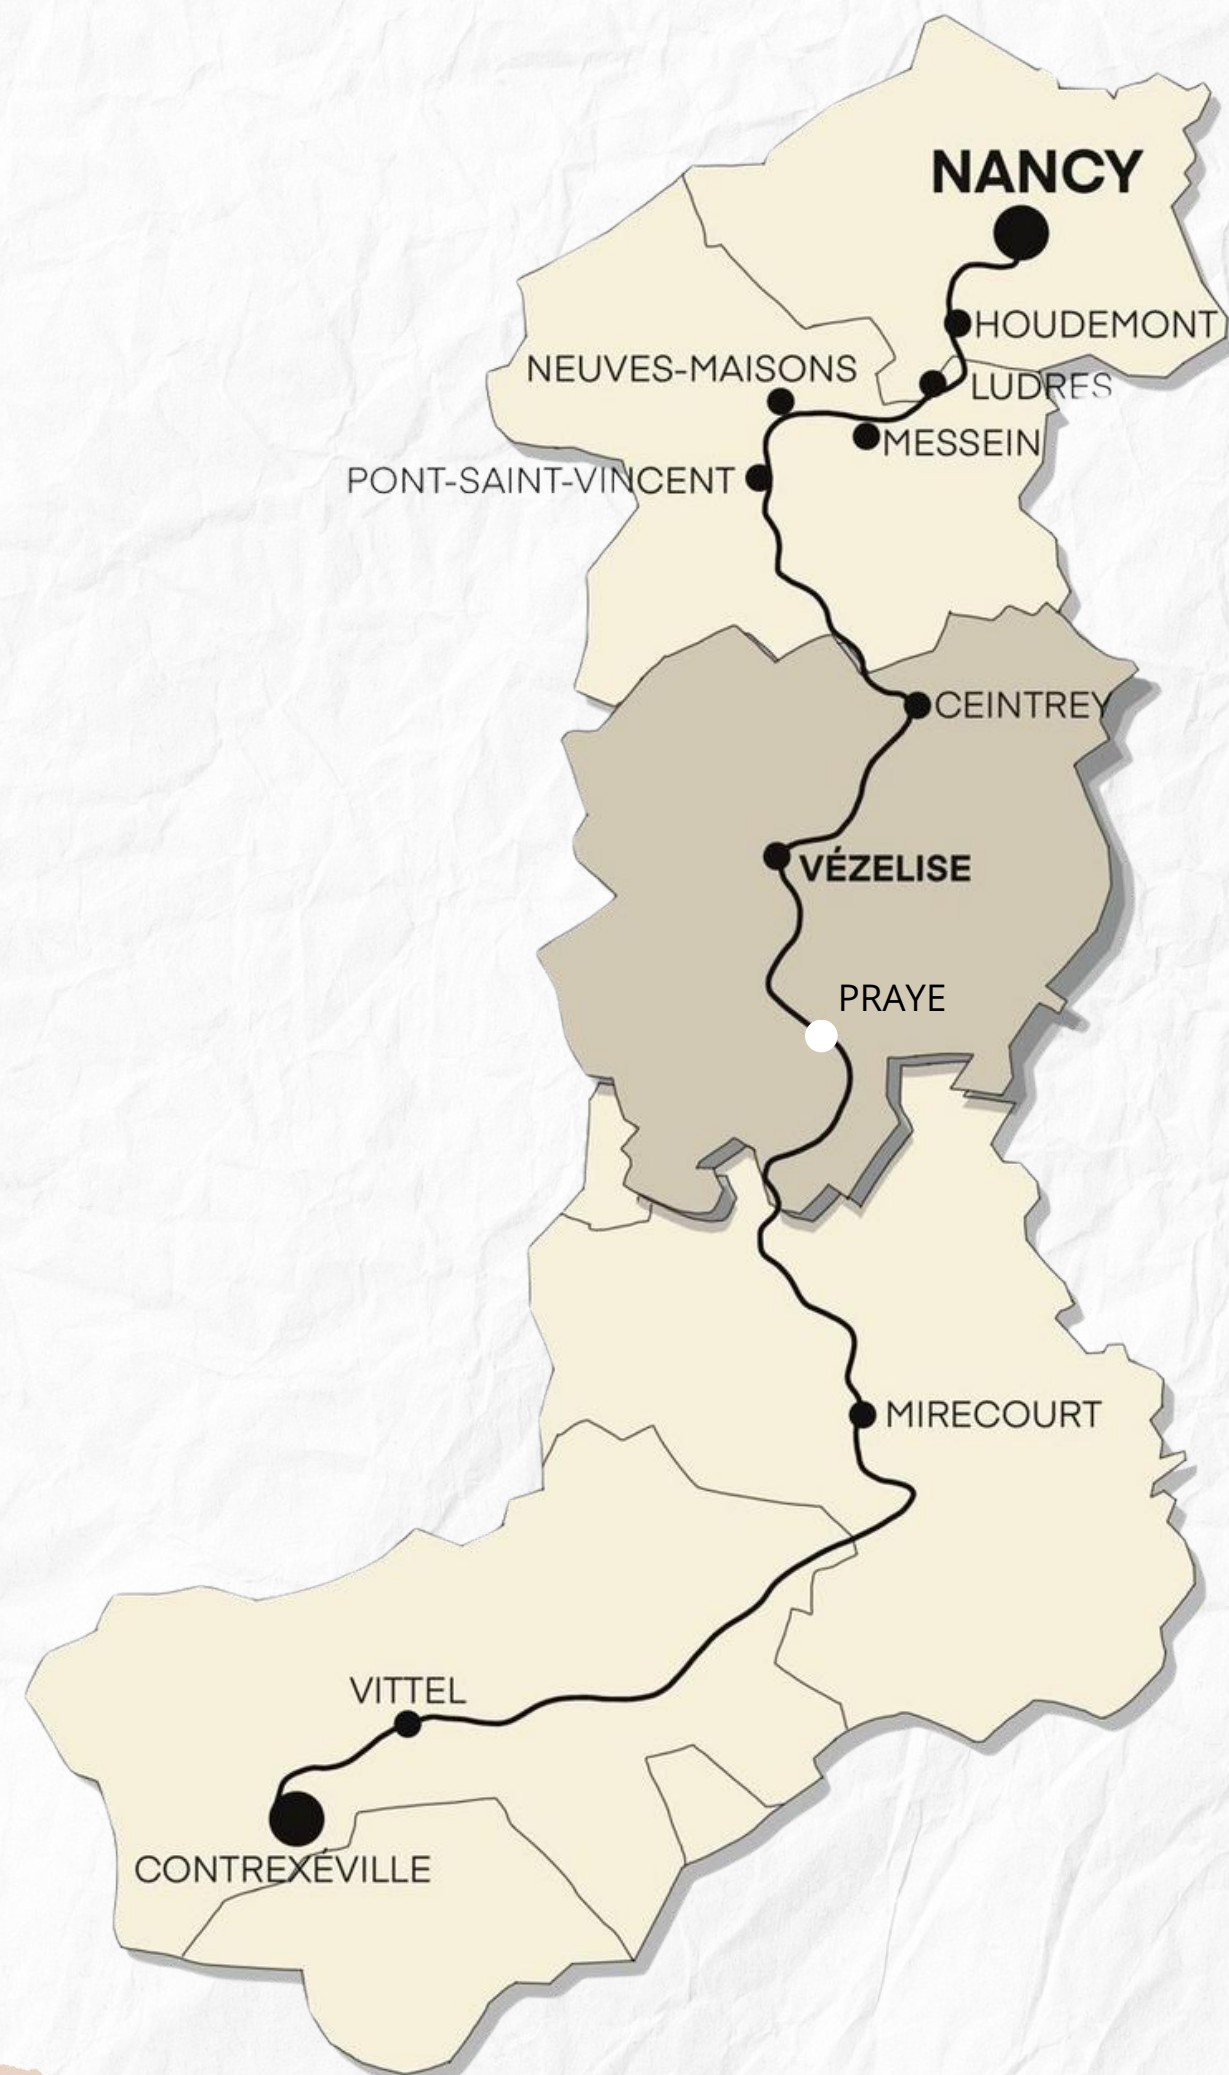 NANCY
HOUDEMONT
NEUVES-MAISONS
LUDRES
MESSEIN
PONT-SAINT-VINCENT
CEINTREY
VÉZELISE
PRAYE
MIRECOURT
VITTEL
CONTREXÉVILLE